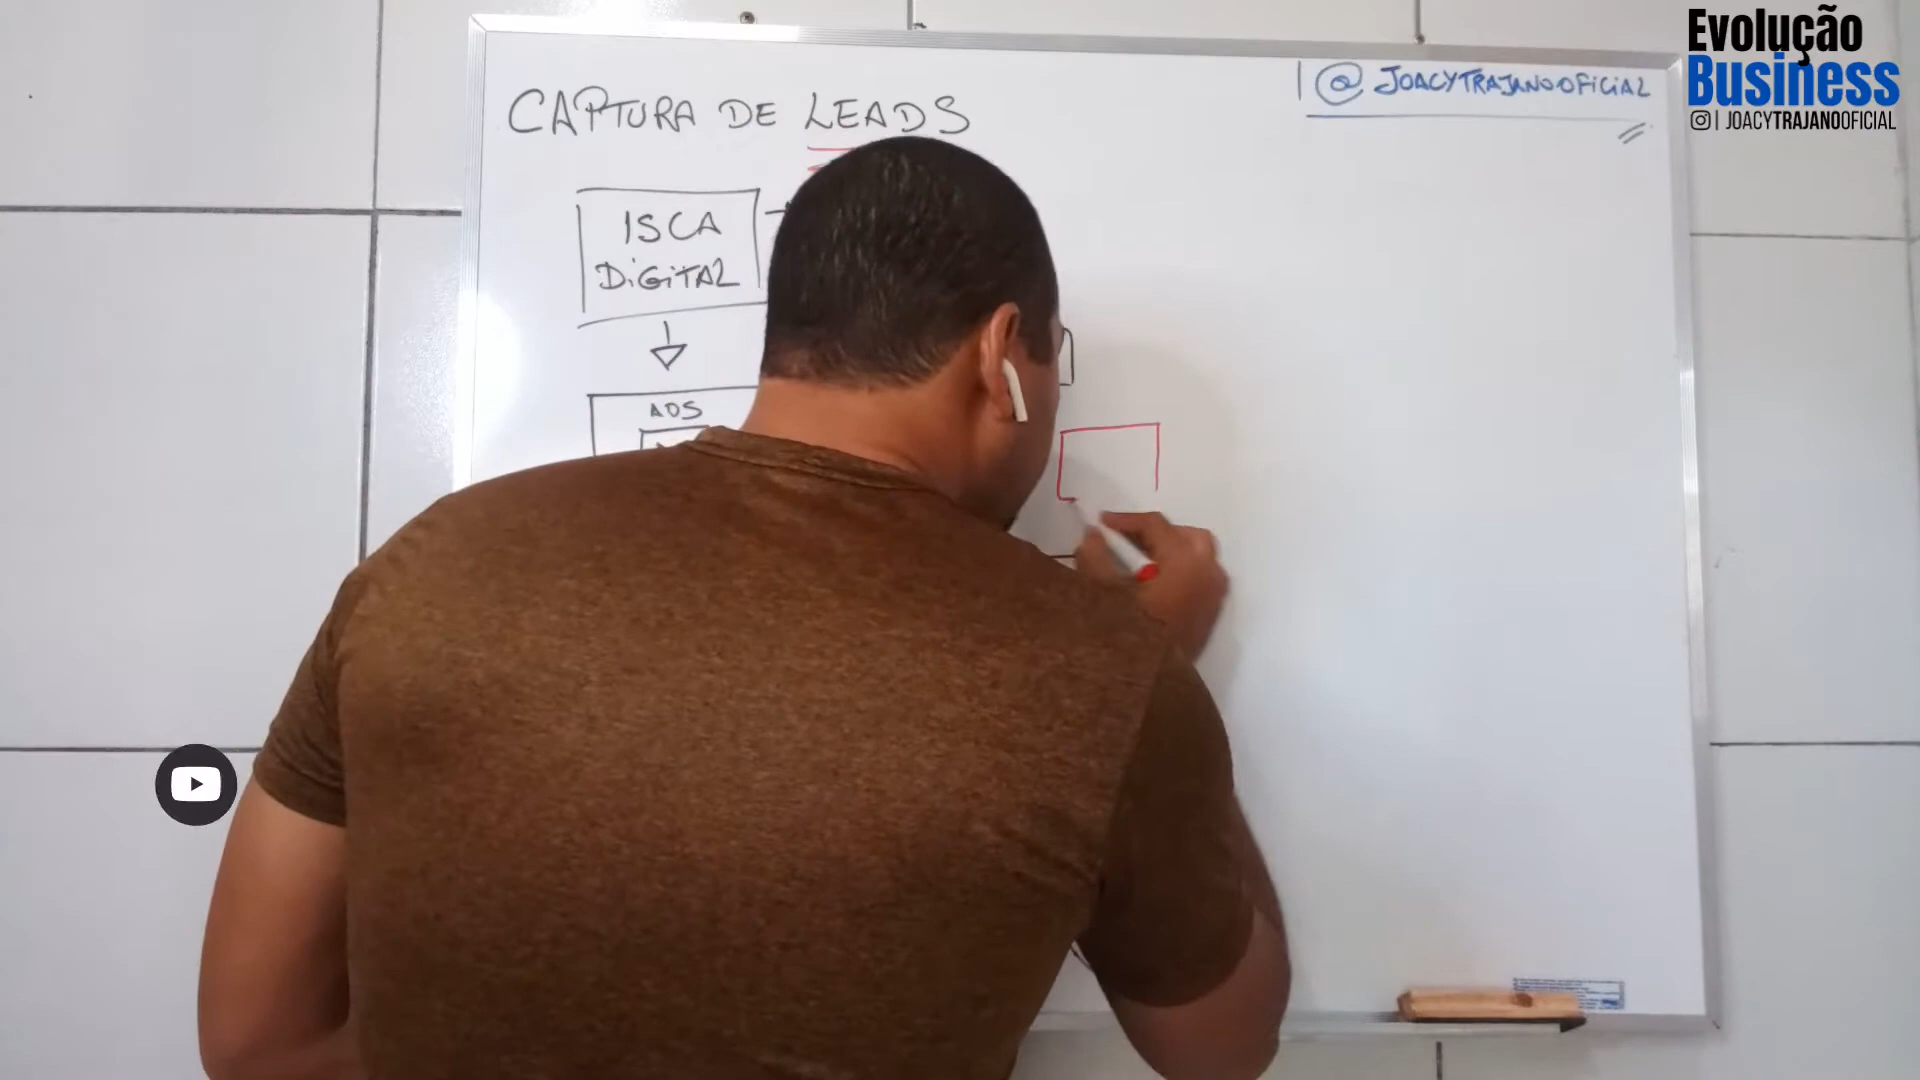 Evolução
Business
| JOACYTRAJANOOFICIAL
| @ JOACYTRAJANOOFICIAL
CAPTURA DE LEADS
ISCA
DIGITAL
ADS